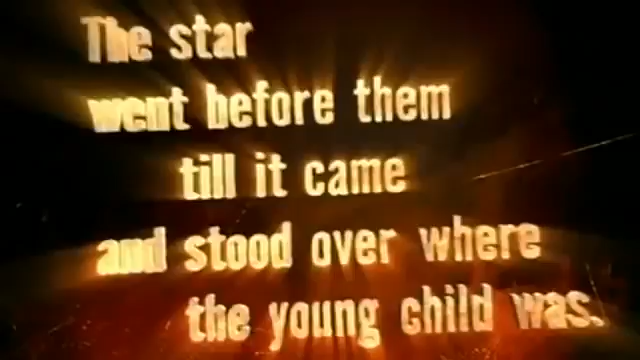 The star
went before them
till it came
and stood over where
the young child was.